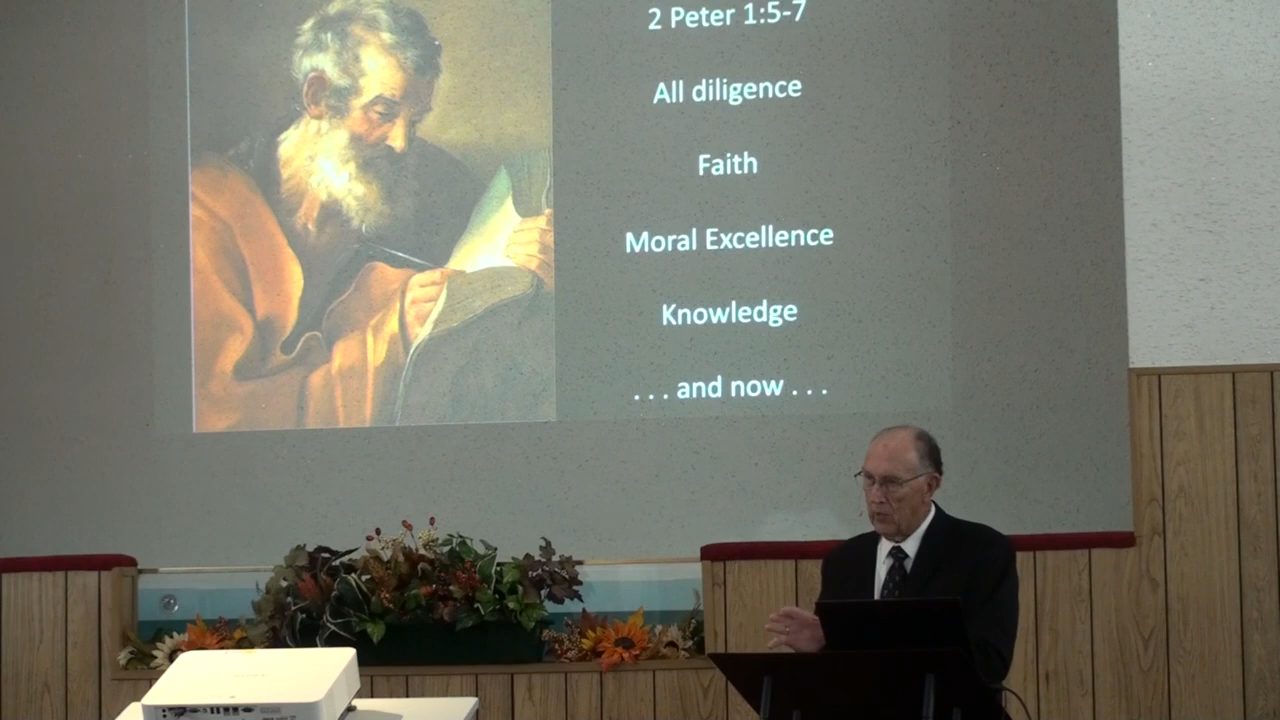 2 Peter 1:5-7
All diligence
Faith
Moral Excellence
Knowledge
. . . and now . . .